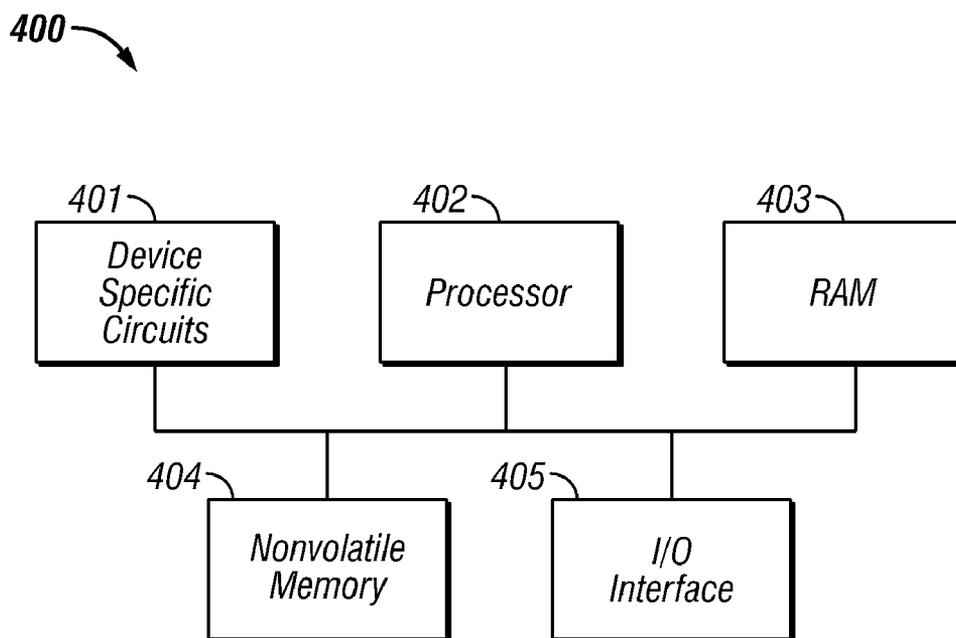 400
401
402
403
Device
Specific
Circuits
Processor
RAM
404
405
Nonvolatile
Memory
I/O
Interface